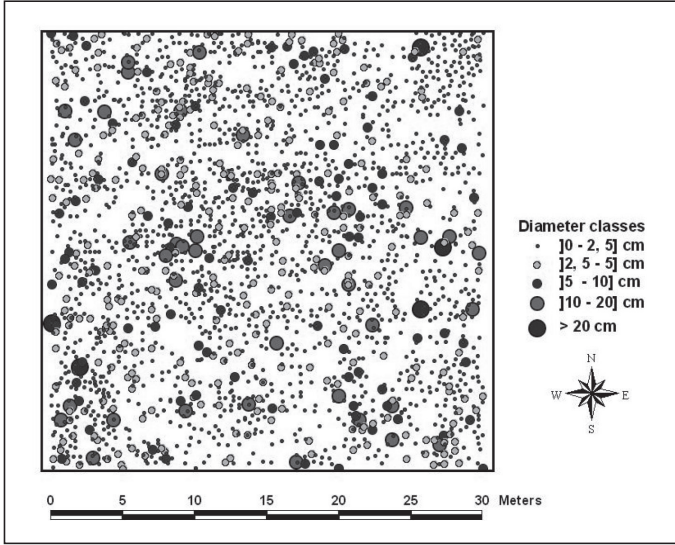 Diameter classes
]0 - 2, 5] cm
]2, 5 - 5] cm
]5 - 10] cm
]10 - 20] cm
> 20 cm
N
W E
S
0 5 10 15 20 25 30 Meters